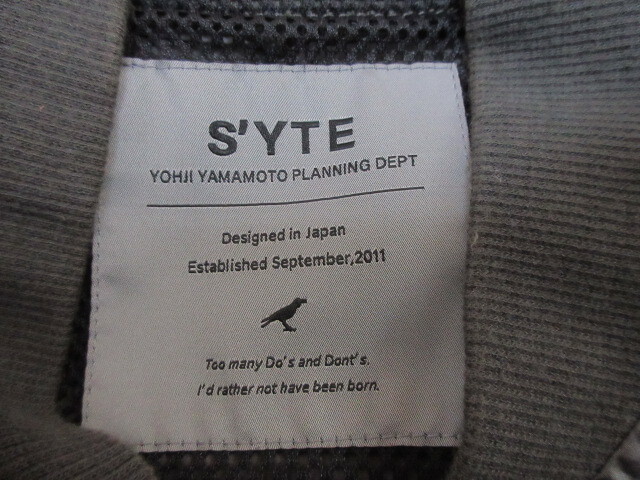 S'YTE
YOHJI YAMAMOTO PLANNING DEPT
Designed in Japan
Established September,2011
Too many Do's and Dont's.
I'd rather not have been born.